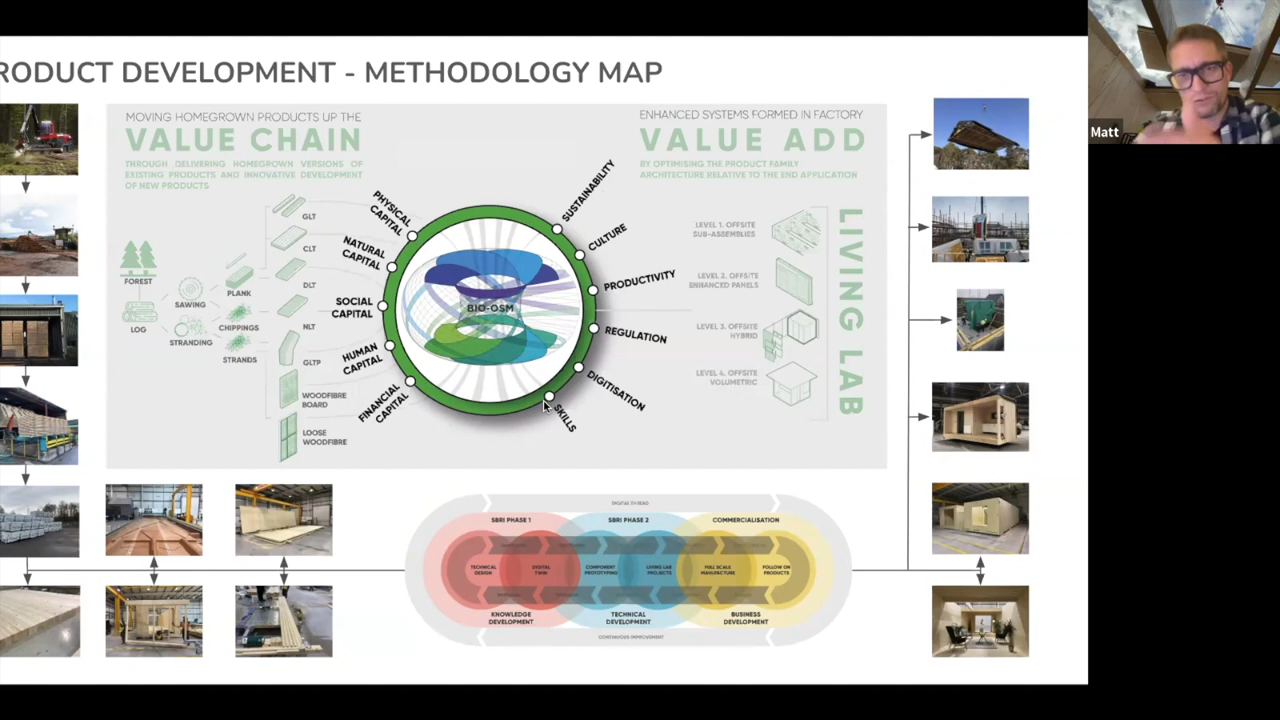 RODUCT DEVELOPMENT - METHODOLOGY MAP
Matt
MOVING HOMEGROWN PRODUCTS UP THE
VALUE CHAIN
THROUGH DELIVERING HOMEGROWN VERSIONS OF
EXISTING PRODUCTS AND INNOVATIVE DEVELOPMENT
OF NEW PRODUCTS
FOREST
LOG
SAWING
STRANDING
PLANK
CHIPPINGS
STRANDS
GLT
CLT
DLT
NLT
GLTP
WOODFIBRE
BOARD
LOOSE
WOODFIBRE
PHYSICAL
CAPITAL
NATURAL
CAPITAL
SOCIAL
CAPITAL
HUMAN
CAPITAL
FINANCIAL
CAPITAL
BIO-OSM
SUSTAINABILITY
CULTURE
PRODUCTIVITY
REGULATION
DIGITISATION
SKILLS
ENHANCED SYSTEMS FORMED IN FACTORY
VALUE ADD
BY OPTIMISING THE PRODUCT FAMILY
ARCHITECTURE RELATIVE TO THE END APPLICATION
LEVEL 1. OFFSITE
SUB-ASSEMBLIES
LEVEL 2. OFFSITE
ENHANCED PANELS
LEVEL 3. OFFSITE
HYBRID
LEVEL 4. OFFSITE
VOLUMETRIC
LIVING LAB
DIGITAL THREAD
SBRI PHASE 1
SBRI PHASE 2
COMMERCIALISATION
TECHNICAL
DESIGN
DIGITAL
TWIN
COMPONENT
PROTOTYPING
LIVING LAB
PROJECTS
FULL SCALE
MANUFACTURE
FOLLOW ON
PRODUCTS
KNOWLEDGE
DEVELOPMENT
TECHNICAL
DEVELOPMENT
BUSINESS
DEVELOPMENT
CONTINUOUS IMPROVEMENT